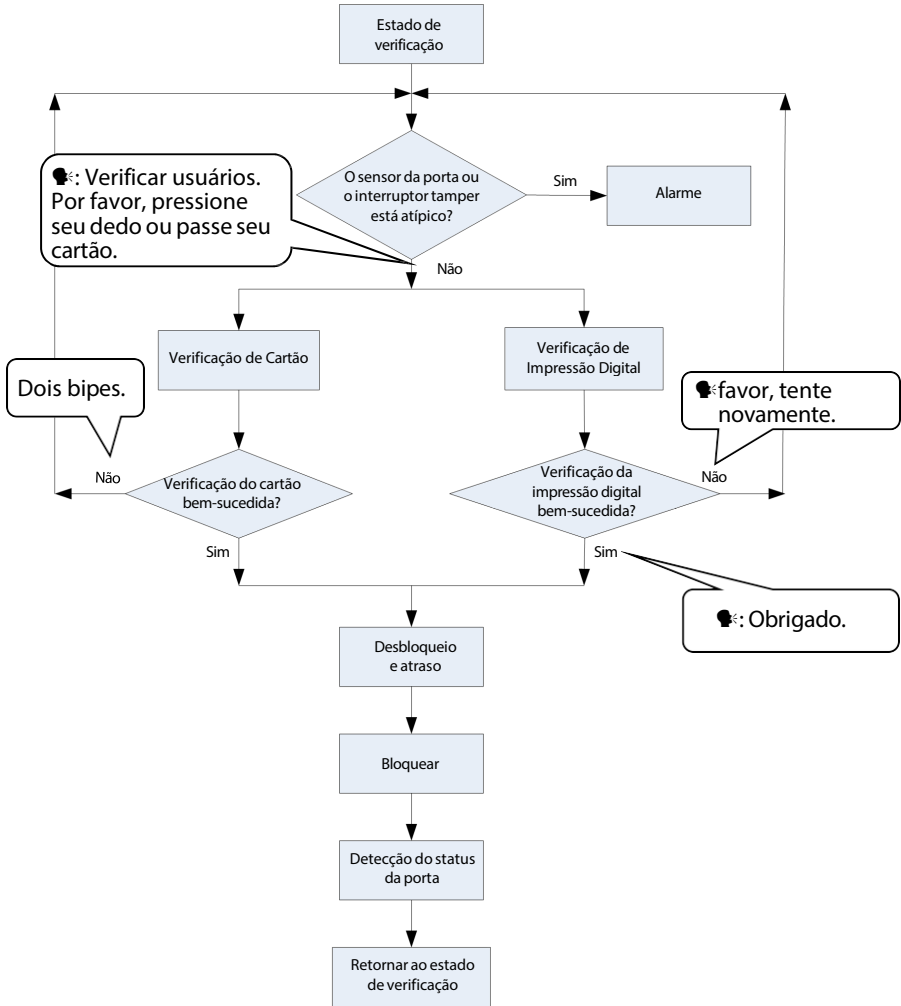 Estado de
verificação
🗣: Verificar usuários.
Por favor, pressione
seu dedo ou passe seu
cartão.
O sensor da porta ou
o interruptor tamper
está atípico?
Sim
Alarme
Não
Verificação de Cartão
Verificação de
Impressão Digital
Dois bipes.
🗣favor, tente
novamente.
Não
Verificação do cartão
bem-sucedida?
Verificação da
impressão digital
bem-sucedida?
Não
Sim
Sim
🗣: Obrigado.
Desbloqueio
e atraso
Bloquear
Detecção do status
da porta
Retornar ao estado
de verificação